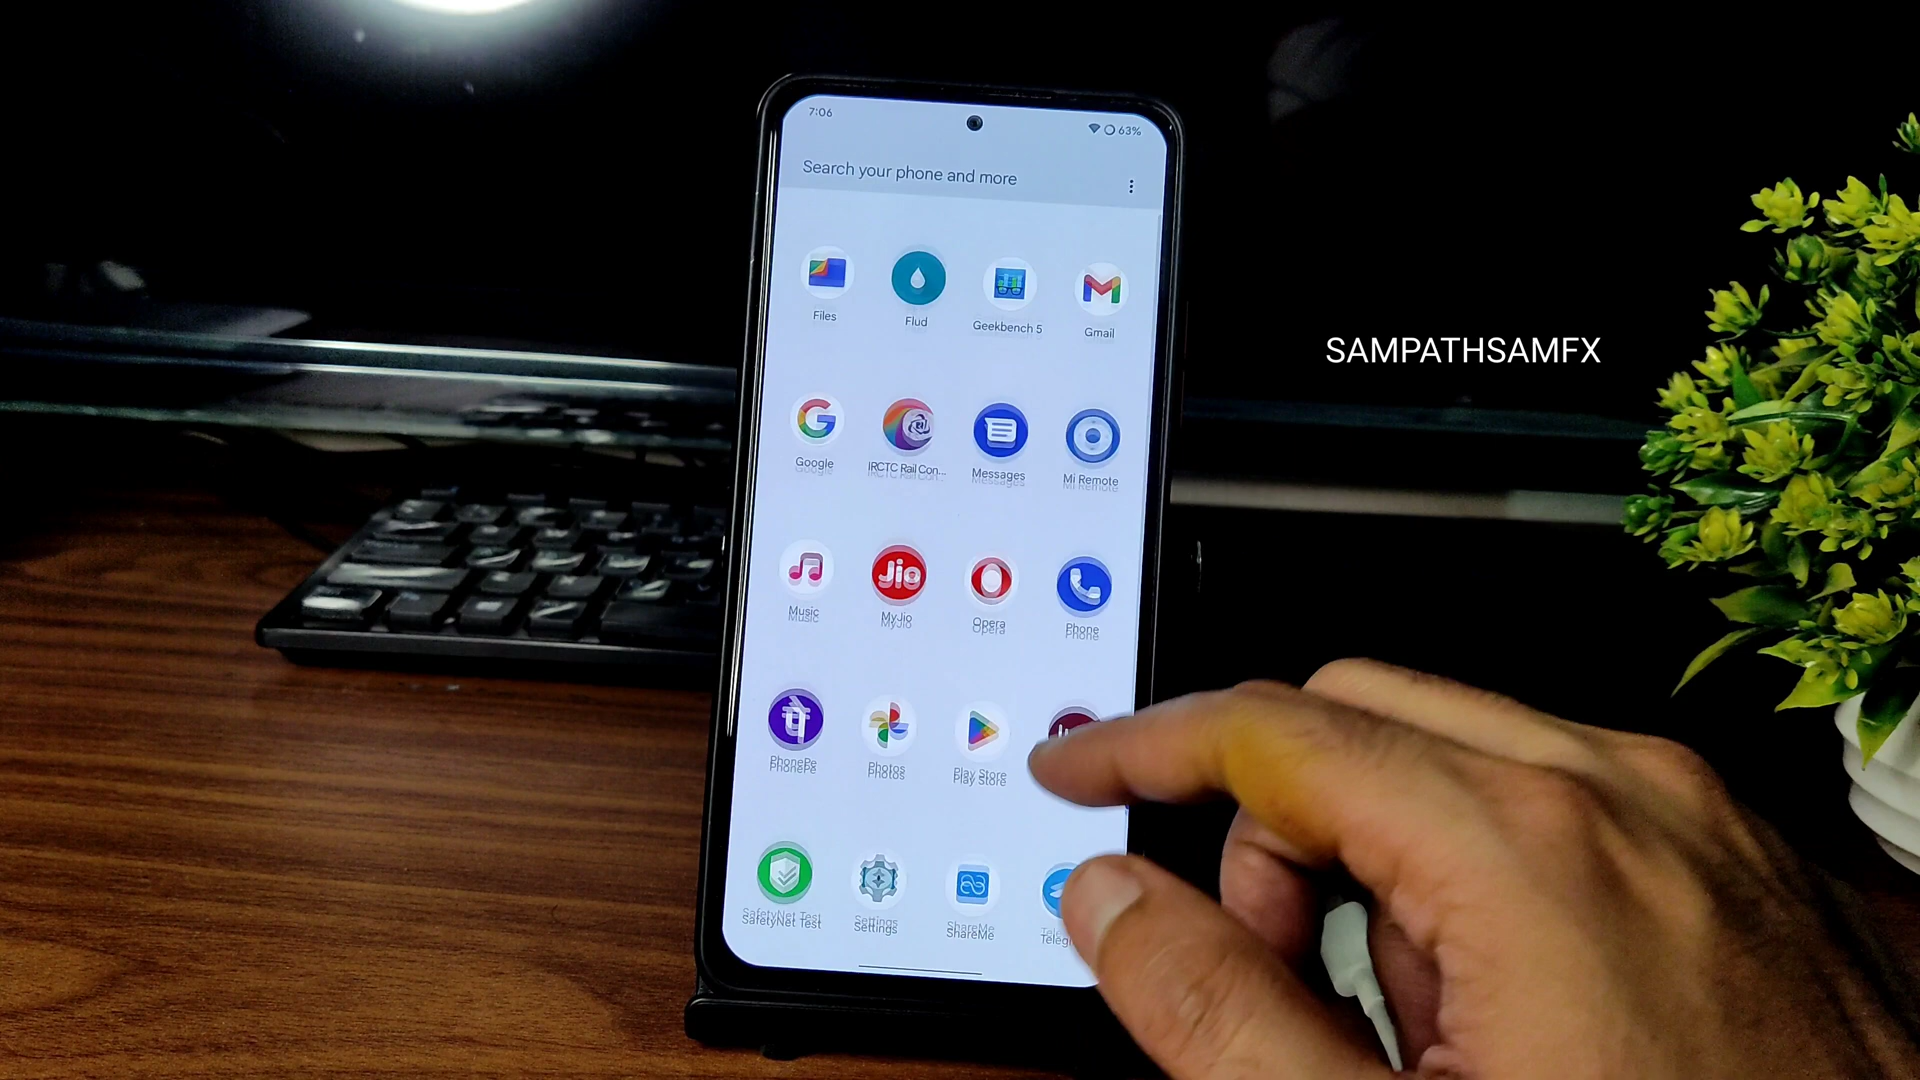 7:06
63%
Search your phone and more
Files
Flud
Geekbench 5
Gmail
SAMPATHSAMFX
Google
IRCTC Rail Con...
Messages
Mi Remote
Jio
Music
MyJio
Opera
Phone
पे
PhonePe
Photos
Play Store
SafetyNet Test
Settings
ShareMe